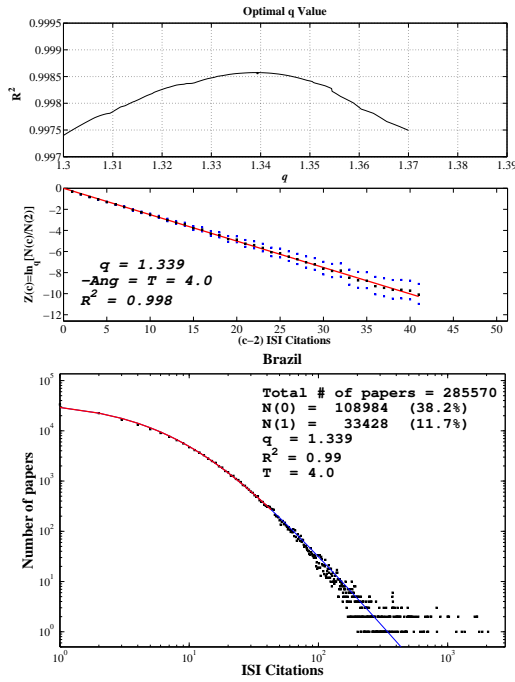 Optimal q Value
0.9995
0.999
0.9985
0.998
0.9975
0.997
R²
1.3 1.31 1.32 1.33 1.34 1.35 1.36 1.37 1.38 1.39
q
0
−2
−4
−6
−8
−10
−12
Z(c)=ln_q[N(c)/N(2)]
q = 1.339
−Ang = T = 4.0
R² = 0.998
0 5 10 15 20 25 30 35 40 45 50
(c−2) ISI Citations
Brazil
10⁵
10⁴
10³
10²
10¹
10⁰
Number of papers
Total # of papers = 285570
N(0) = 108984 (38.2%)
N(1) = 33428 (11.7%)
q = 1.339
R² = 0.99
T = 4.0
10⁰ 10¹ 10² 10³
ISI Citations